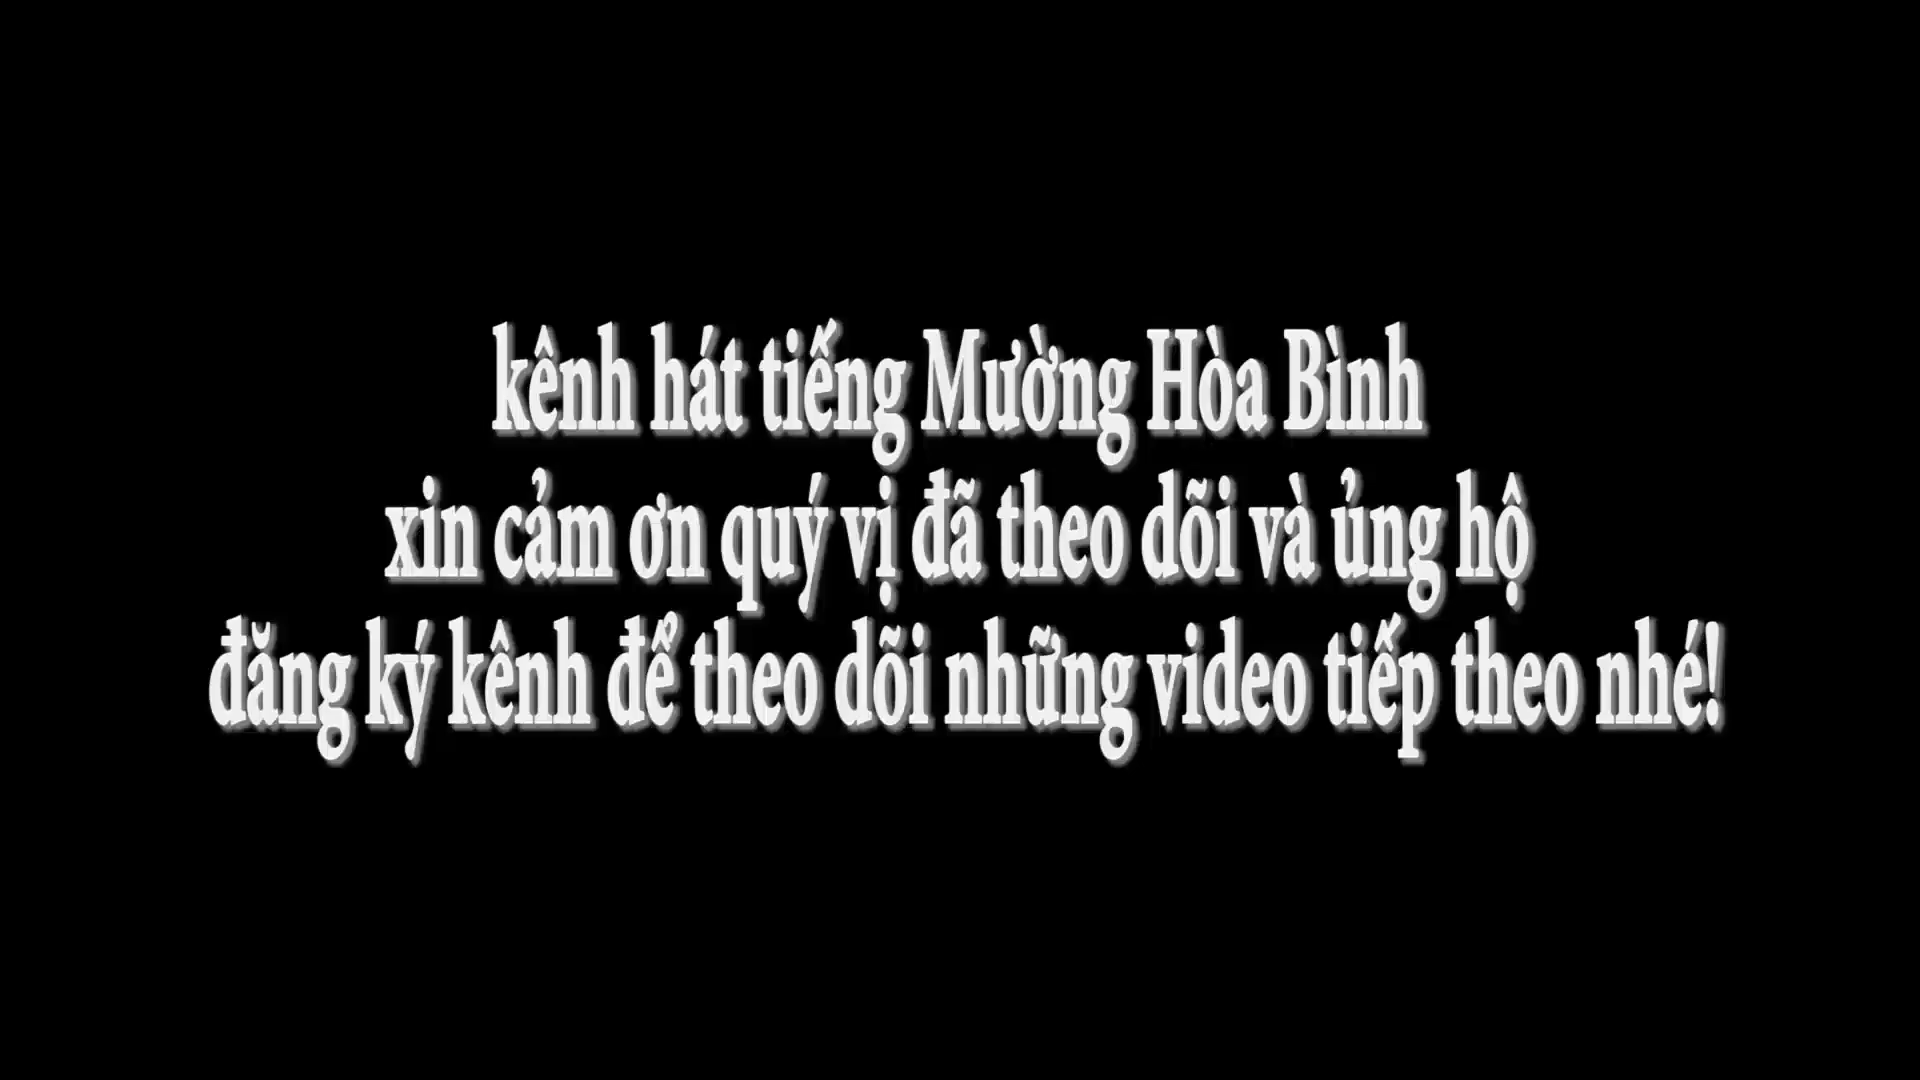 kênh hát tiếng Mường Hòa Bình
xin cảm ơn quý vị đã theo dõi và ủng hộ
đăng ký kênh để theo dõi những video tiếp theo nhé!